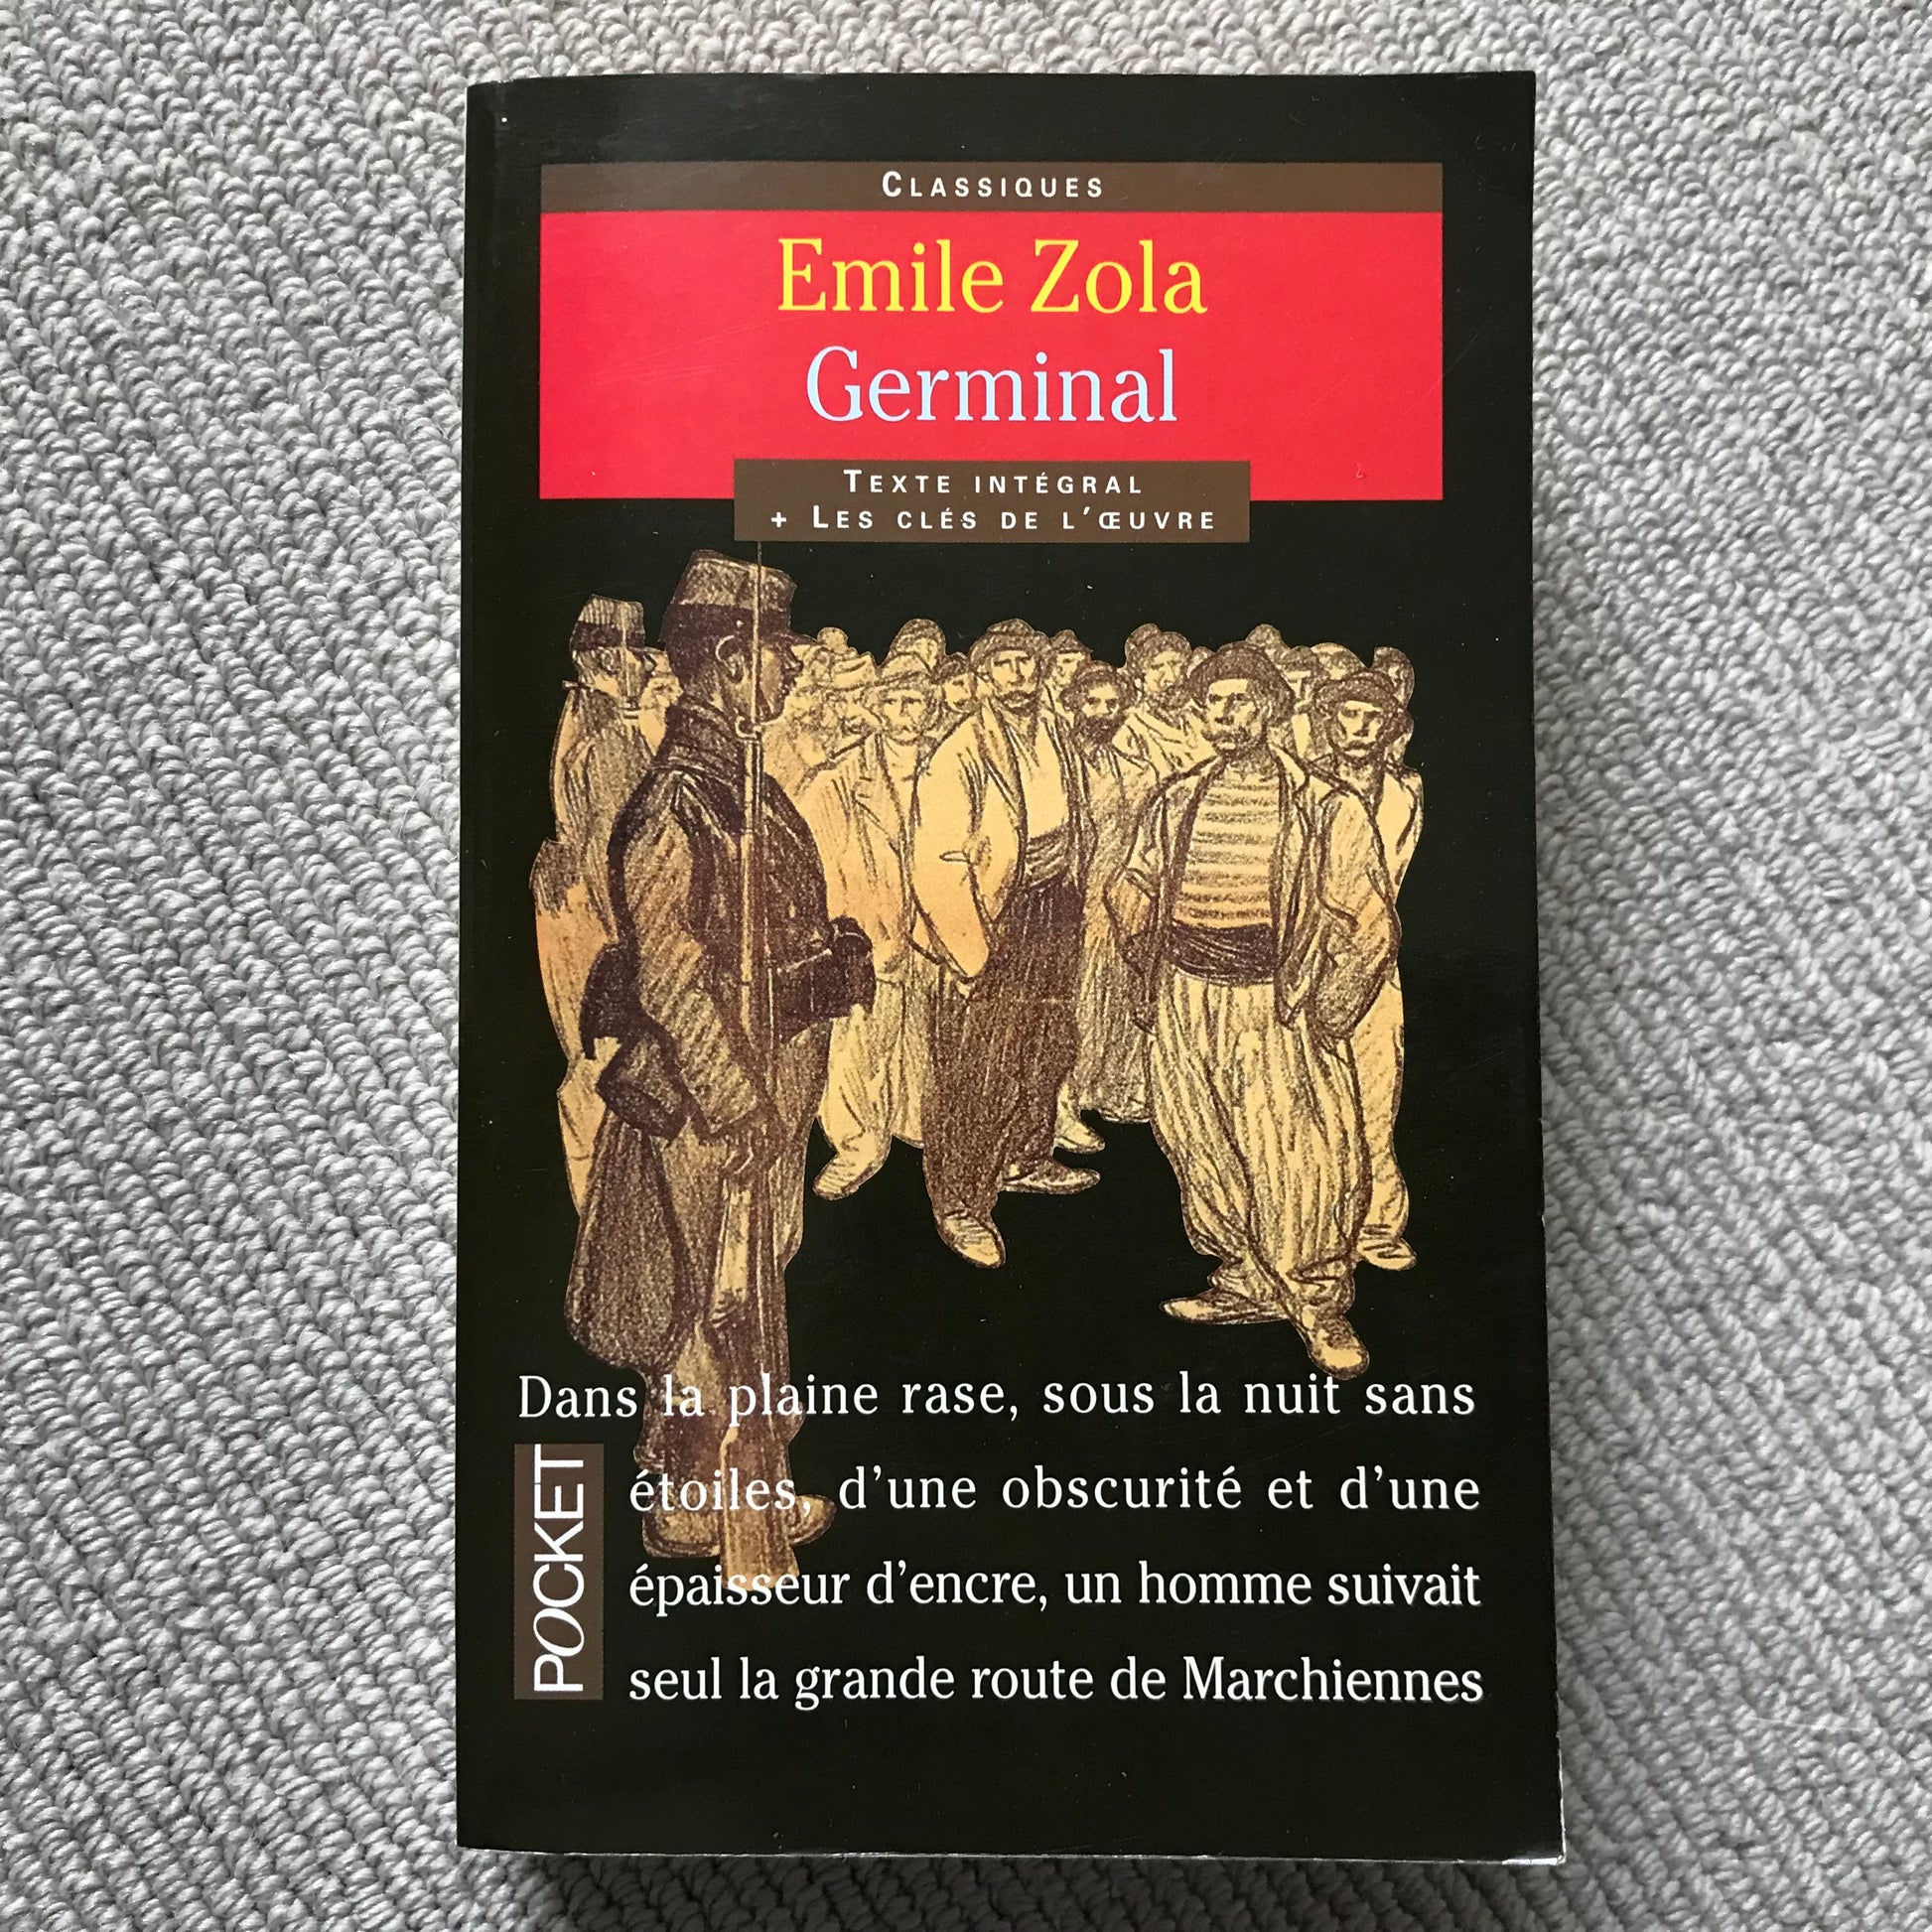 CLASSIQUES
Emile Zola
Germinal
TEXTE INTÉGRAL
+ LES CLÉS DE L'ŒUVRE
Dans la plaine rase, sous la nuit sans
étoiles, d'une obscurité et d'une
épaisseur d'encre, un homme suivait
seul la grande route de Marchiennes
POCKET